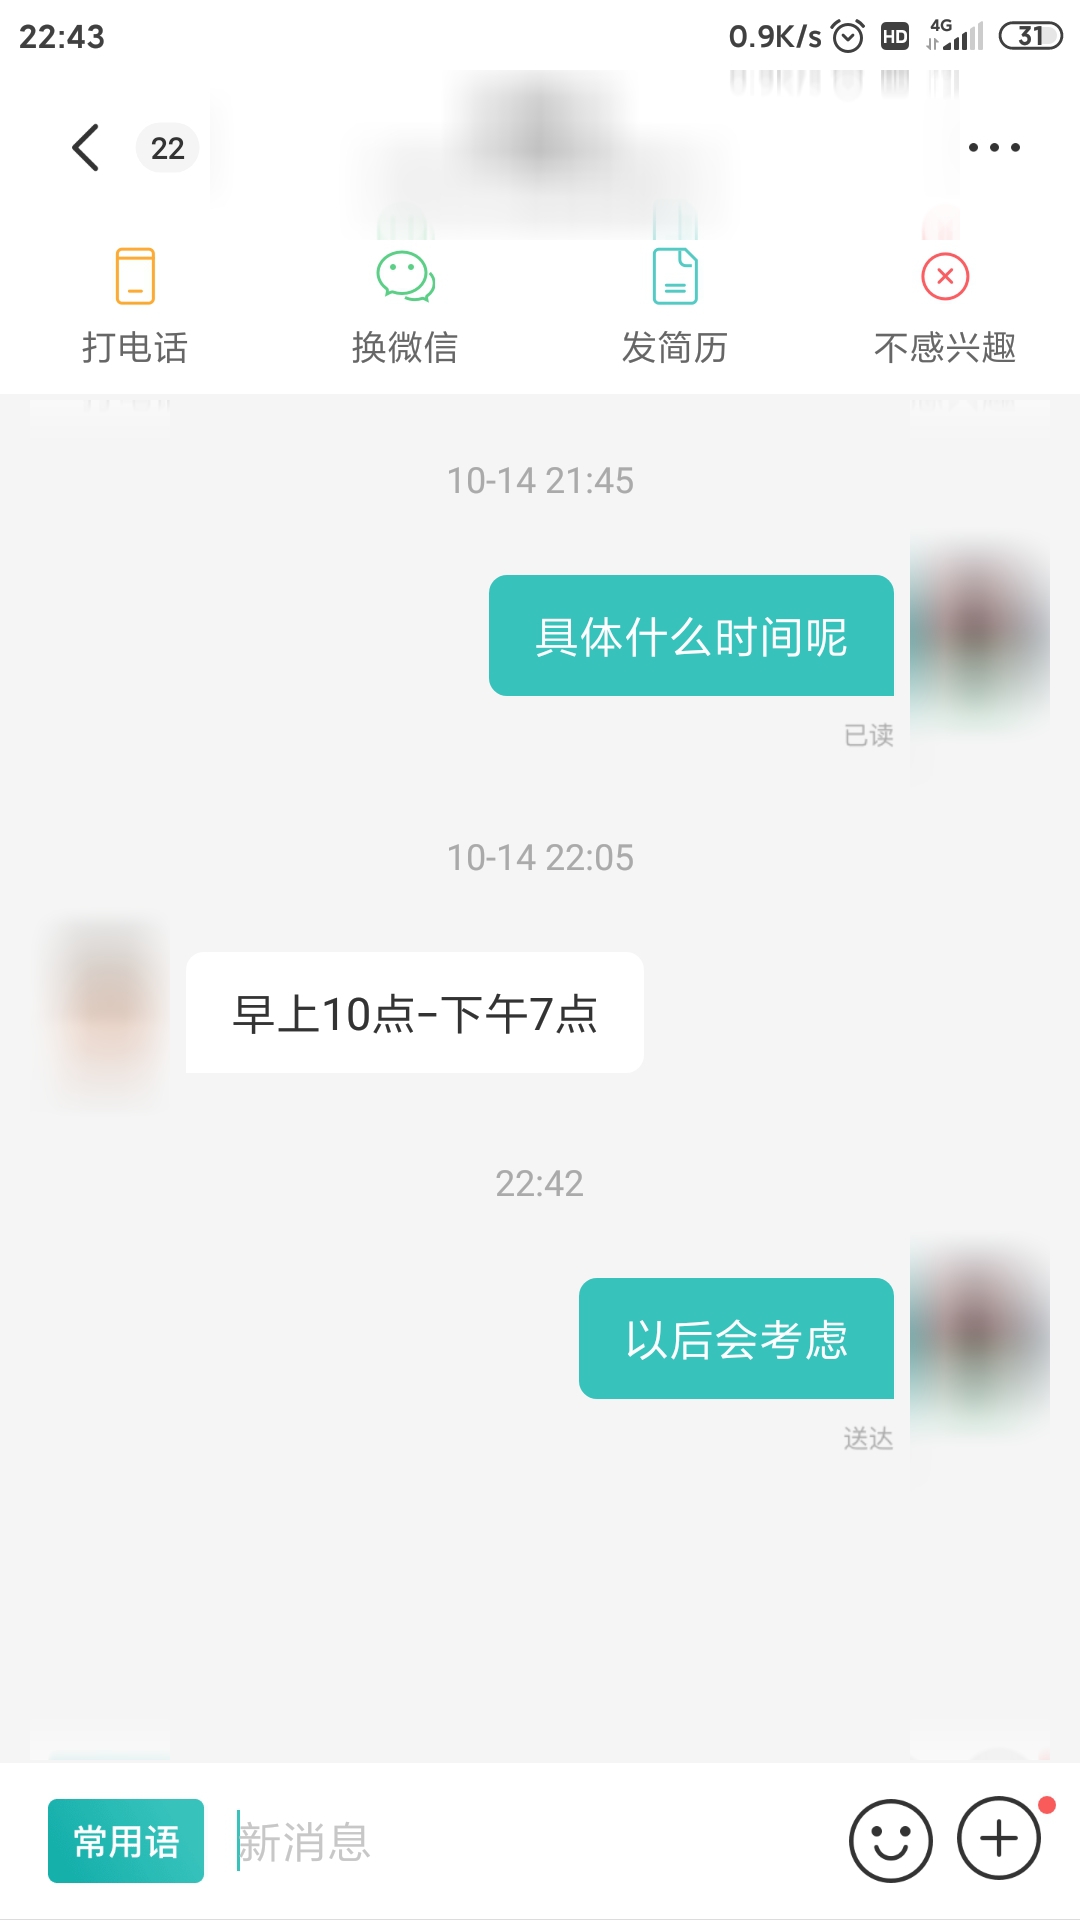 22:43 0.9K/s HD 4G 31
22
打电话 换微信 发简历 不感兴趣
10-14 21:45
具体什么时间呢
已读
10-14 22:05
早上10点-下午7点
22:42
以后会考虑
送达
常用语 新消息